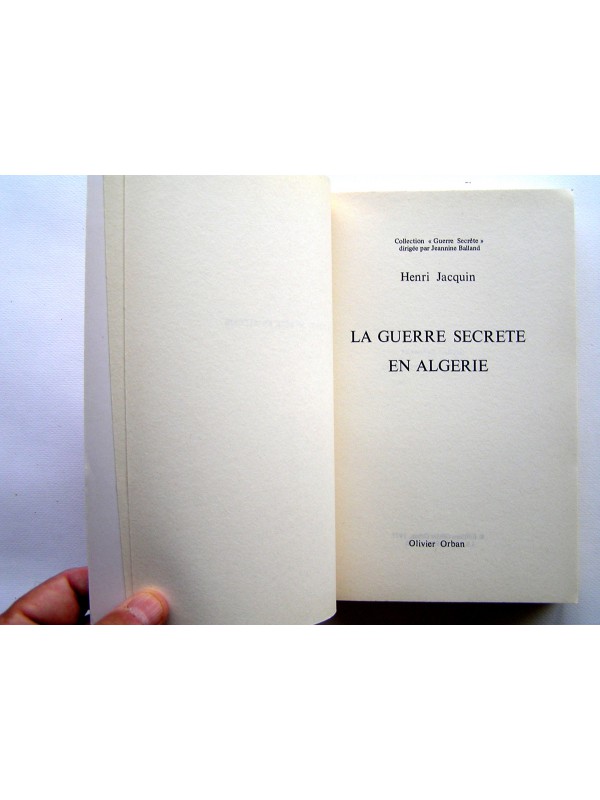 Collection « Guerre Secrète »
dirigée par Jeannine Balland
Henri Jacquin
LA GUERRE SECRETE
EN ALGERIE
Olivier Orban